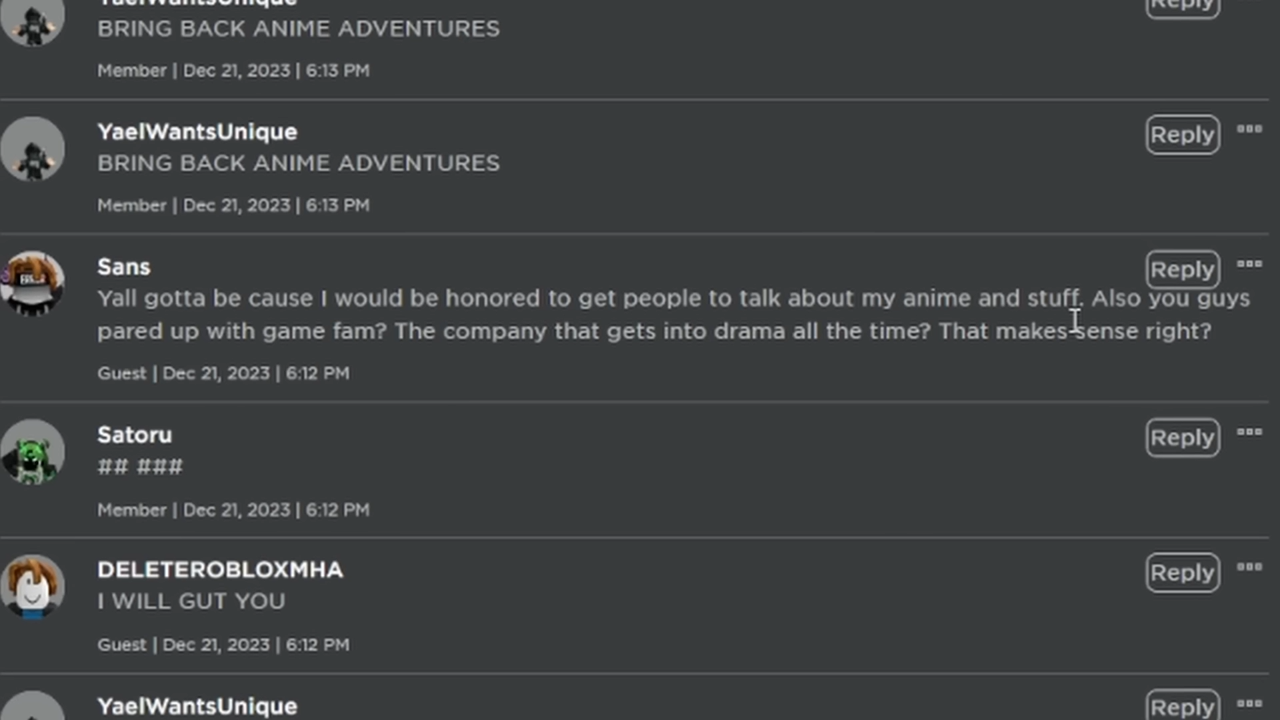 YaelWantsUnique
Reply
BRING BACK ANIME ADVENTURES
Member | Dec 21, 2023 | 6:13 PM
YaelWantsUnique
Reply
BRING BACK ANIME ADVENTURES
Member | Dec 21, 2023 | 6:13 PM
Sans
Reply
Yall gotta be cause I would be honored to get people to talk about my anime and stuff. Also you guys
pared up with game fam? The company that gets into drama all the time? That makes sense right?
Guest | Dec 21, 2023 | 6:12 PM
Satoru
Reply
## ###
Member | Dec 21, 2023 | 6:12 PM
DELETEROBLOXMHA
Reply
I WILL GUT YOU
Guest | Dec 21, 2023 | 6:12 PM
YaelWantsUnique
Reply